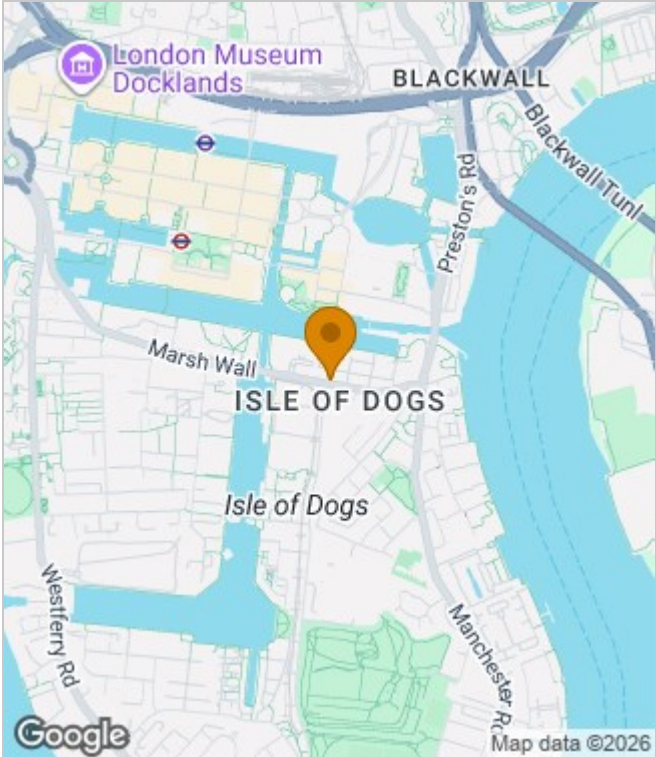 London Museum
Docklands
BLACKWALL
Blackwall Tunl
Preston's Rd
Marsh Wall
ISLE OF DOGS
Isle of Dogs
Westferry Rd
Manchester Rd
Google
Map data ©2026